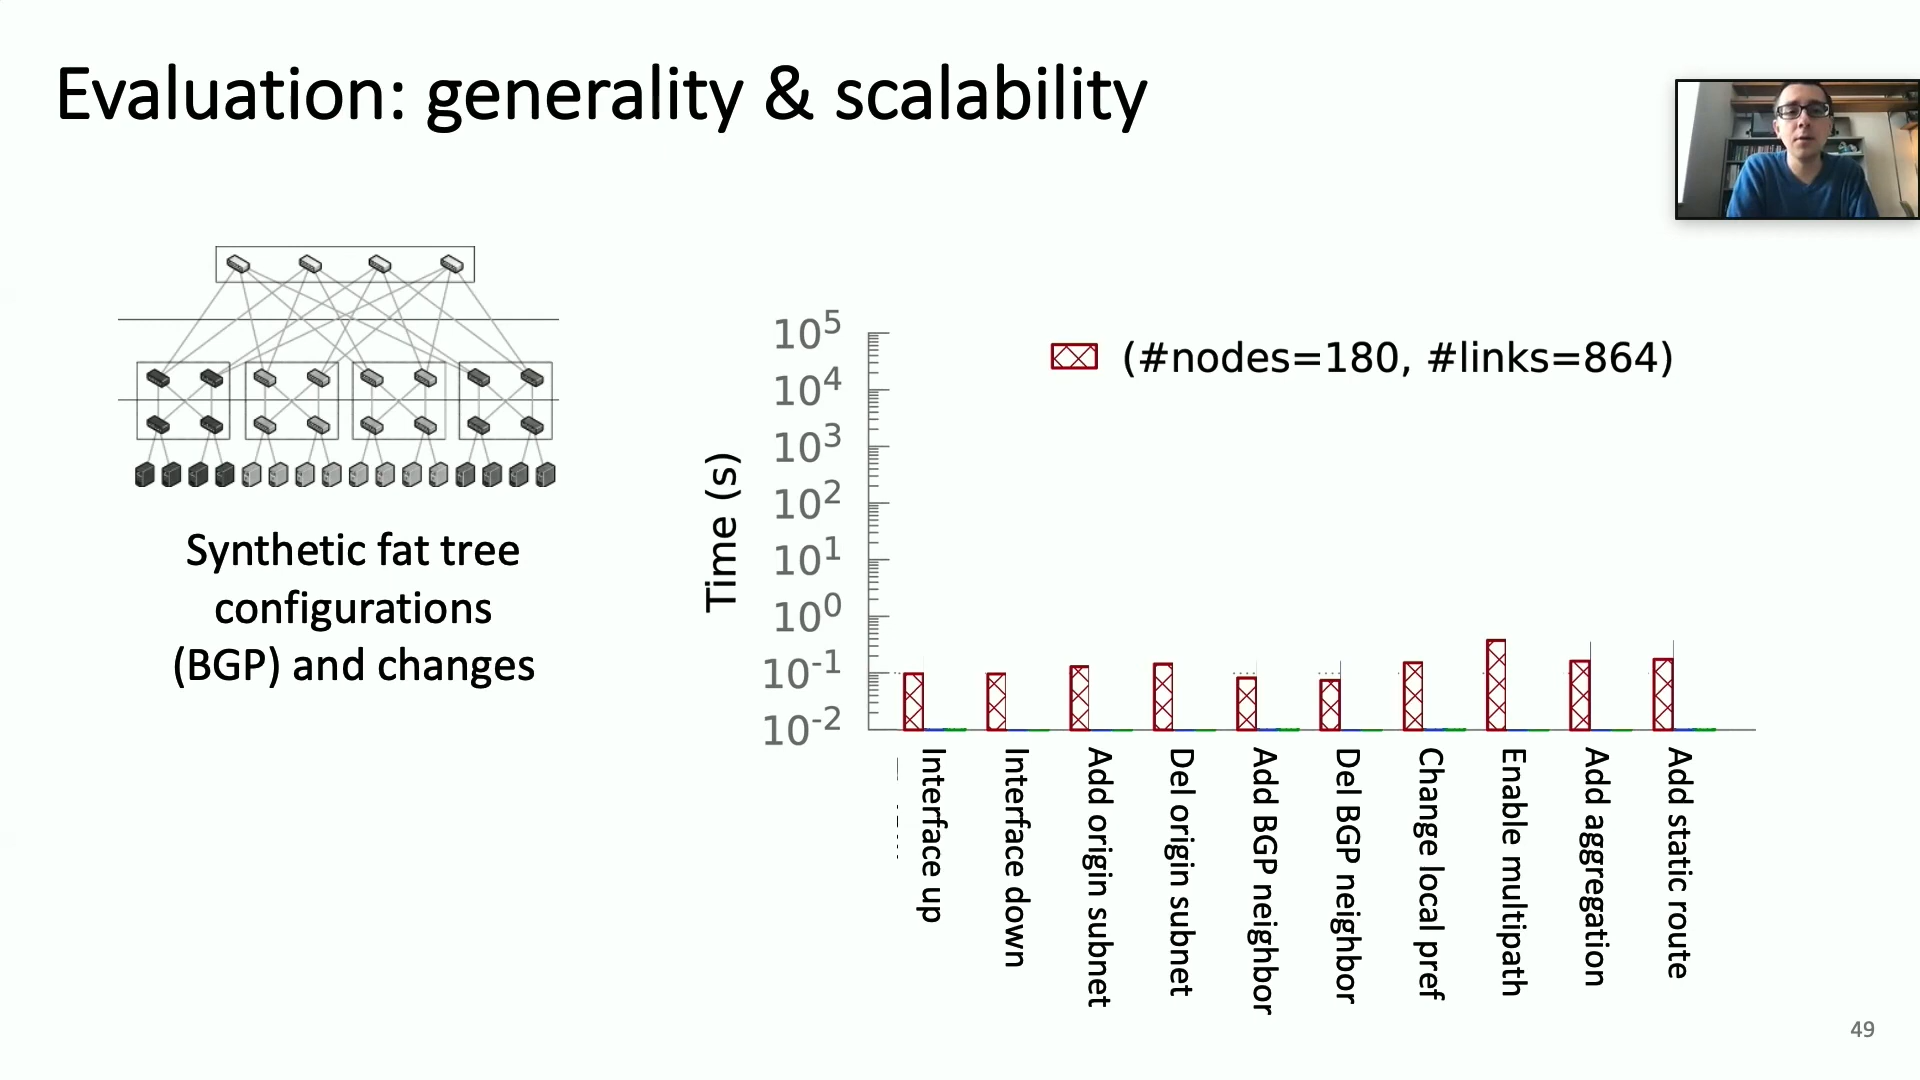 Evaluation: generality & scalability
Synthetic fat tree
configurations
(BGP) and changes
Time (s)
10^5
10^4
10^3
10^2
10^1
10^0
10^-1
10^-2
(#nodes=180, #links=864)
Interface up
Interface down
Add origin subnet
Del origin subnet
Add BGP neighbor
Del BGP neighbor
Change local pref
Enable multipath
Add aggregation
Add static route
49